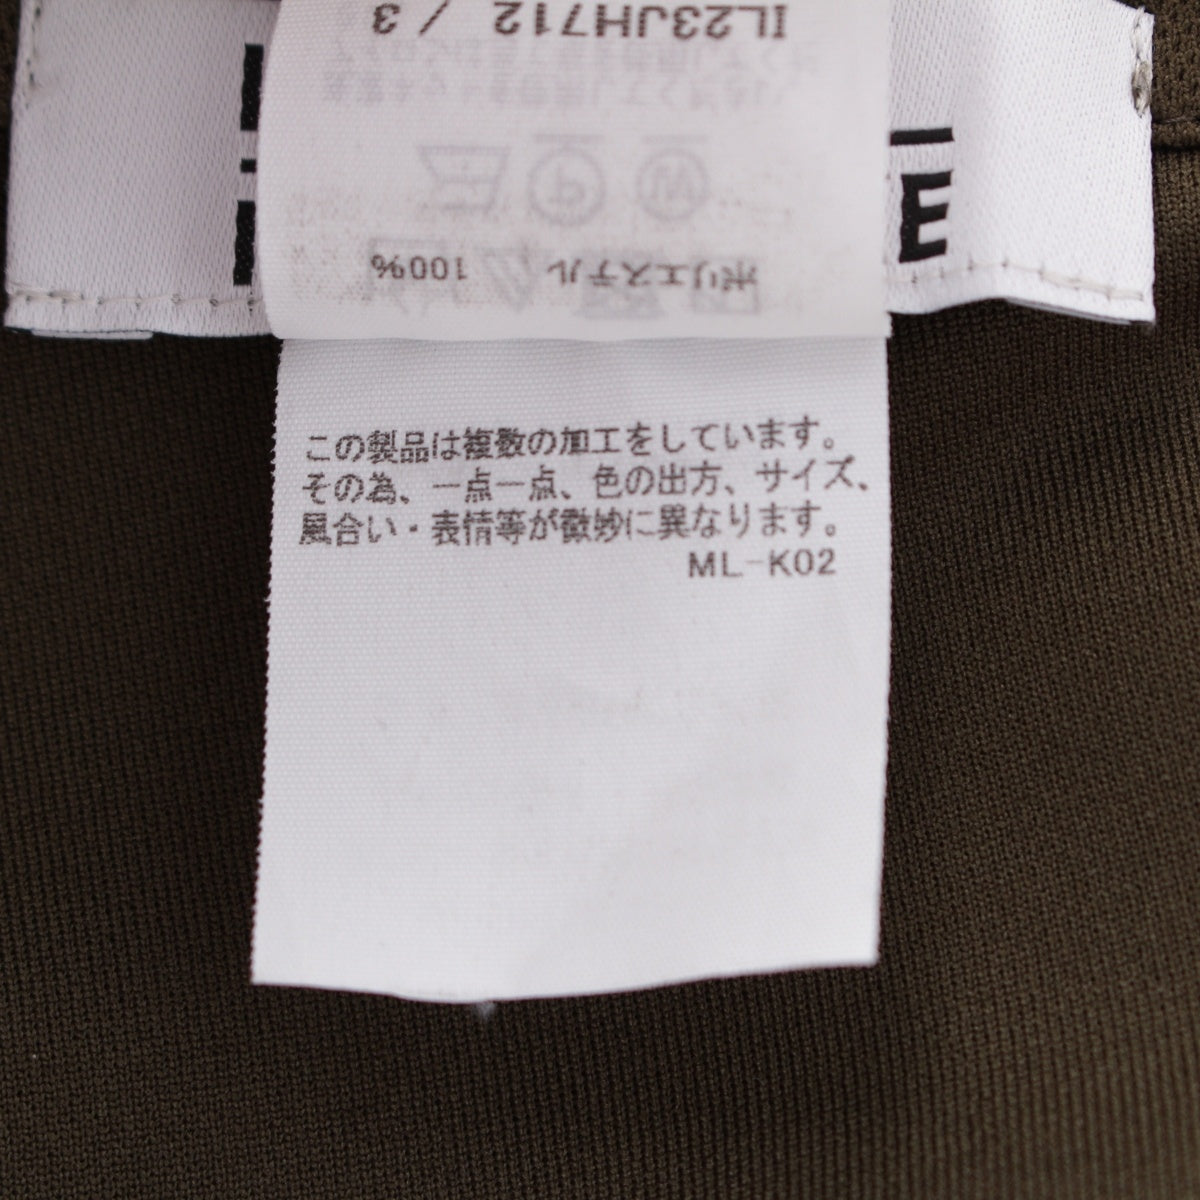 IL23JH712 / 3
ポリエステル 100%
E
この製品は複数の加工をしています。
その為、一点一点、色の出方、サイズ、
風合い・表情等が微妙に異なります。
ML-K02